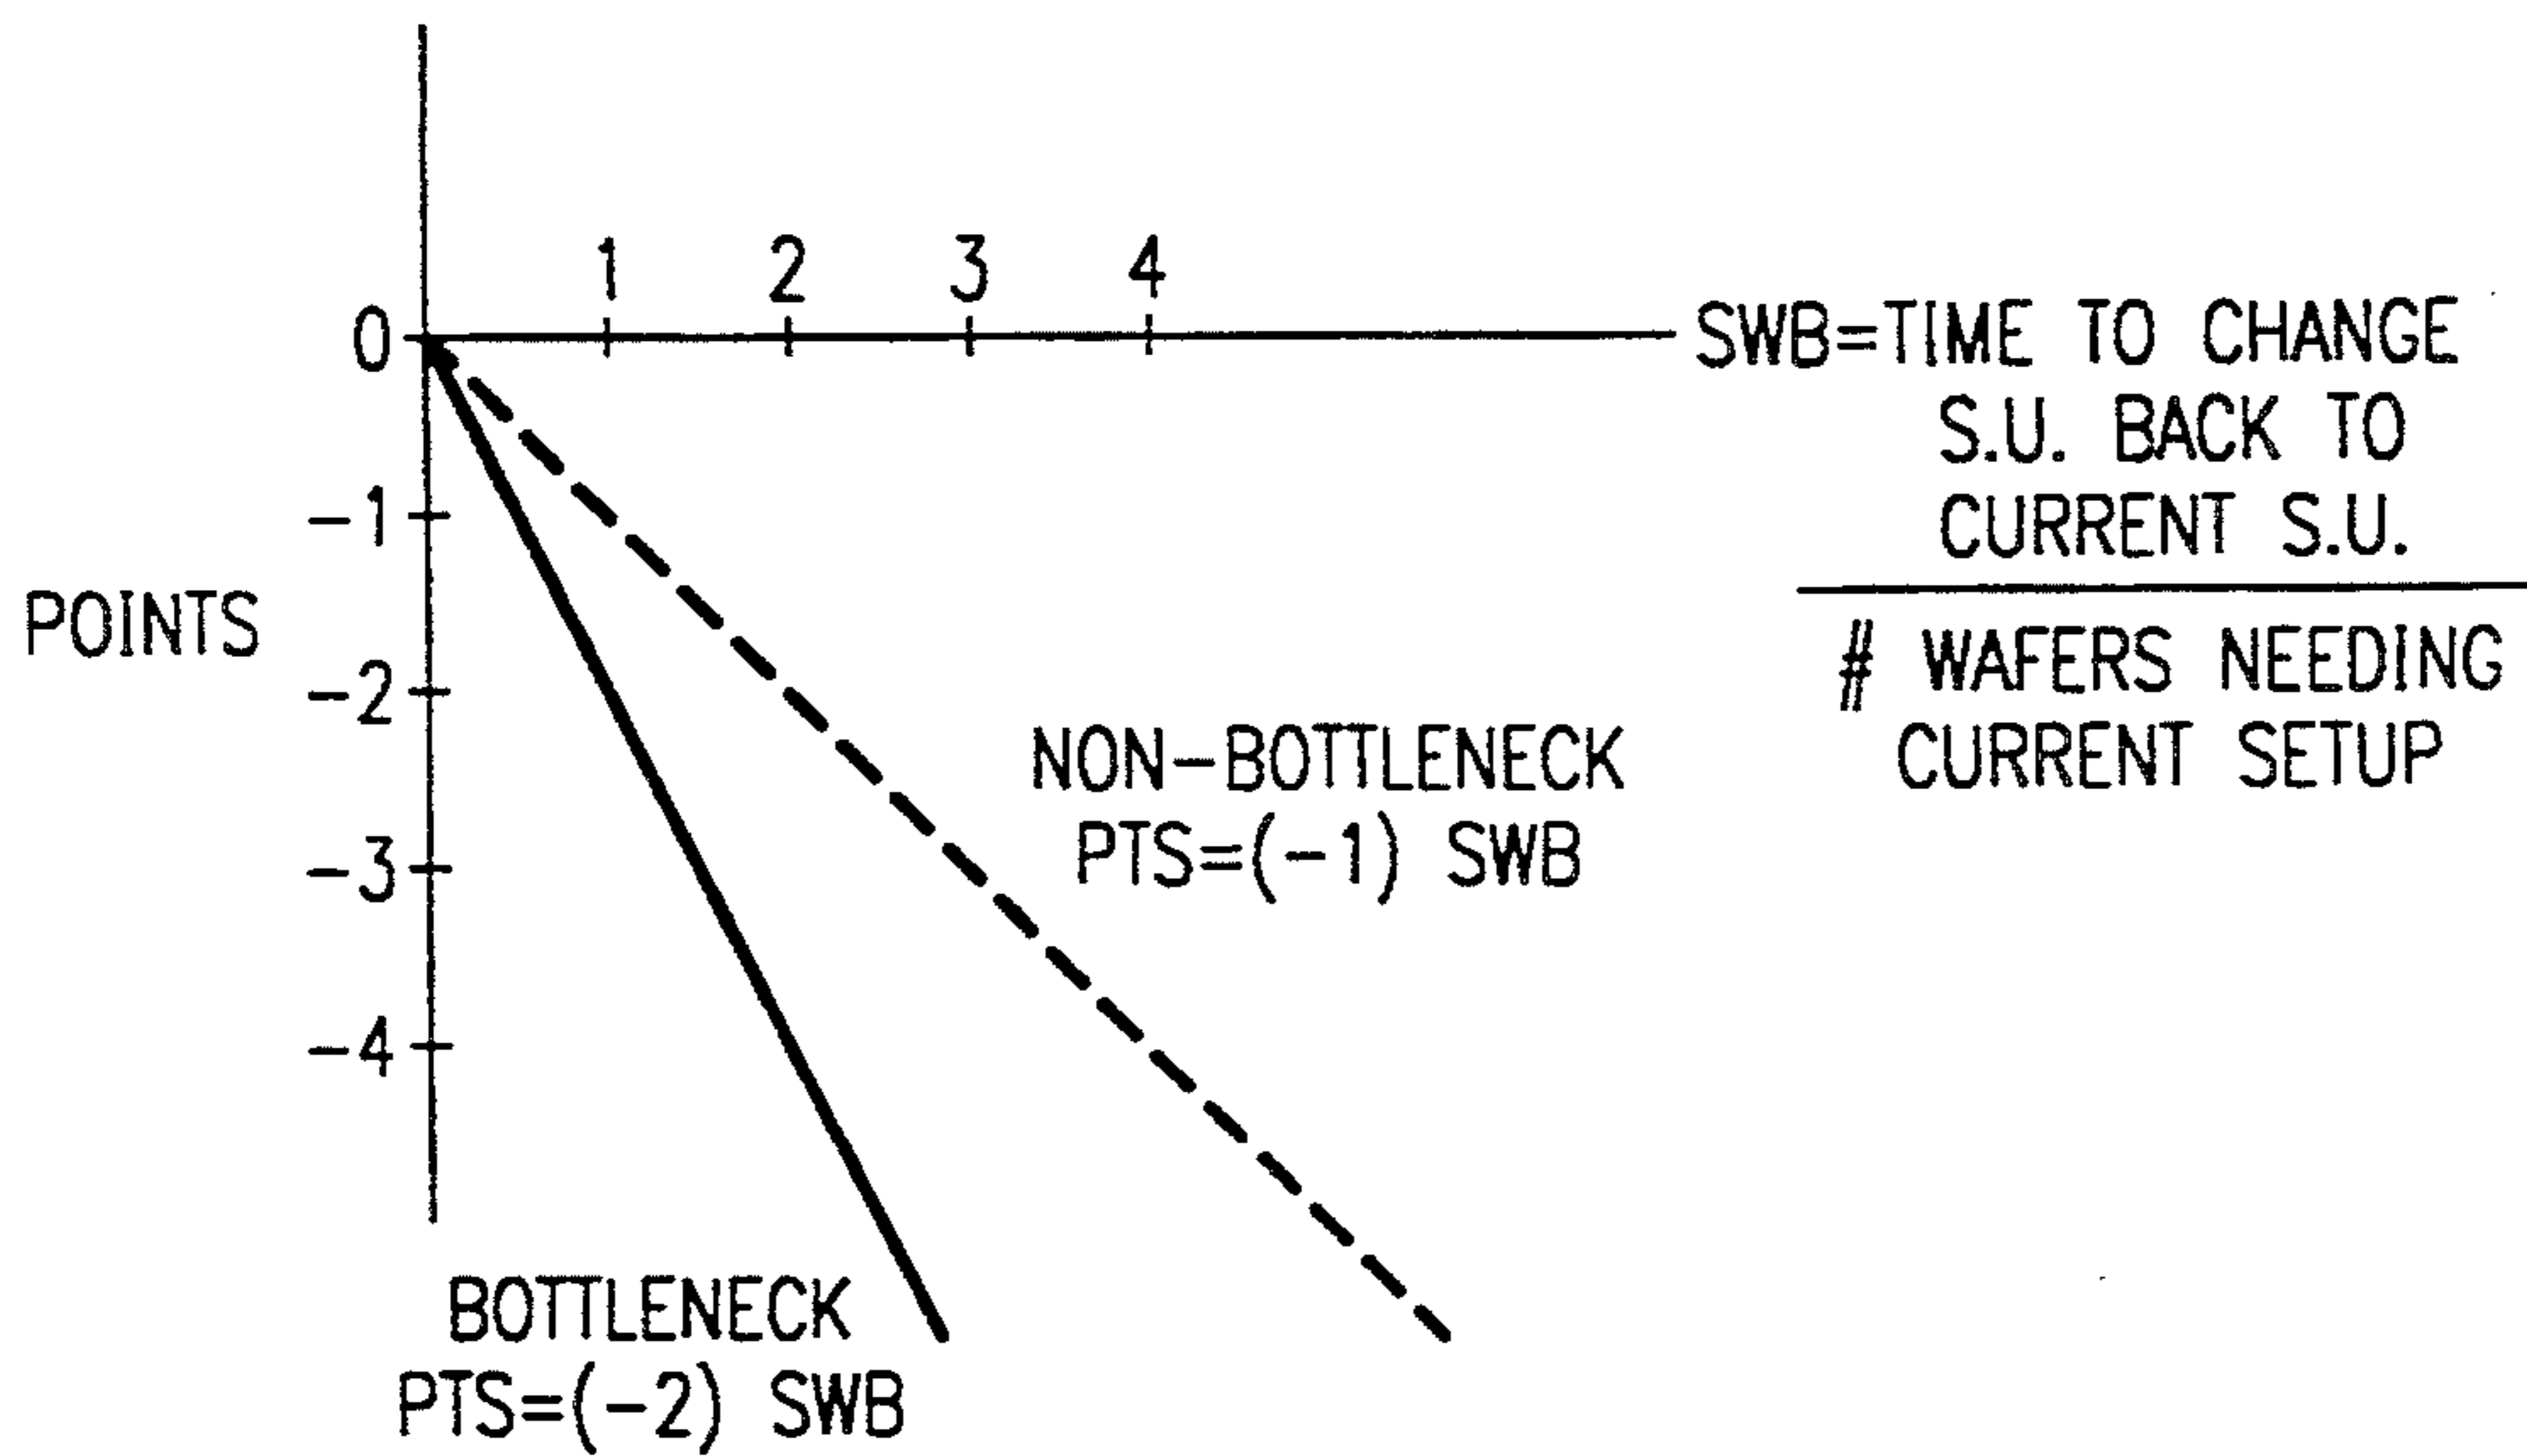 1 2 3 4
0
-1
-2
-3
-4
POINTS
SWB=TIME TO CHANGE
S.U. BACK TO
CURRENT S.U.
# WAFERS NEEDING
CURRENT SETUP
NON-BOTTLENECK
PTS=(-1) SWB
BOTTLENECK
PTS=(-2) SWB